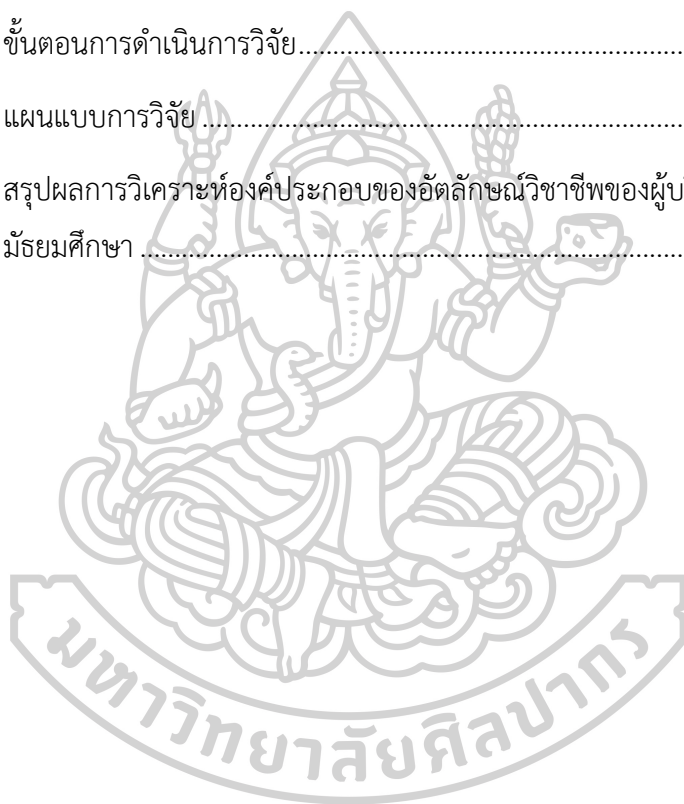 ขั้นตอนการดำเนินการวิจัย..............................................................
แผนแบบการวิจัย ..........................................................................
สรุปผลการวิเคราะห์องค์ประกอบของอัตลักษณ์วิชาชีพของผู้บ
มัธยมศึกษา ...................................................................................
มหาวิทยาลัยศิลปากร